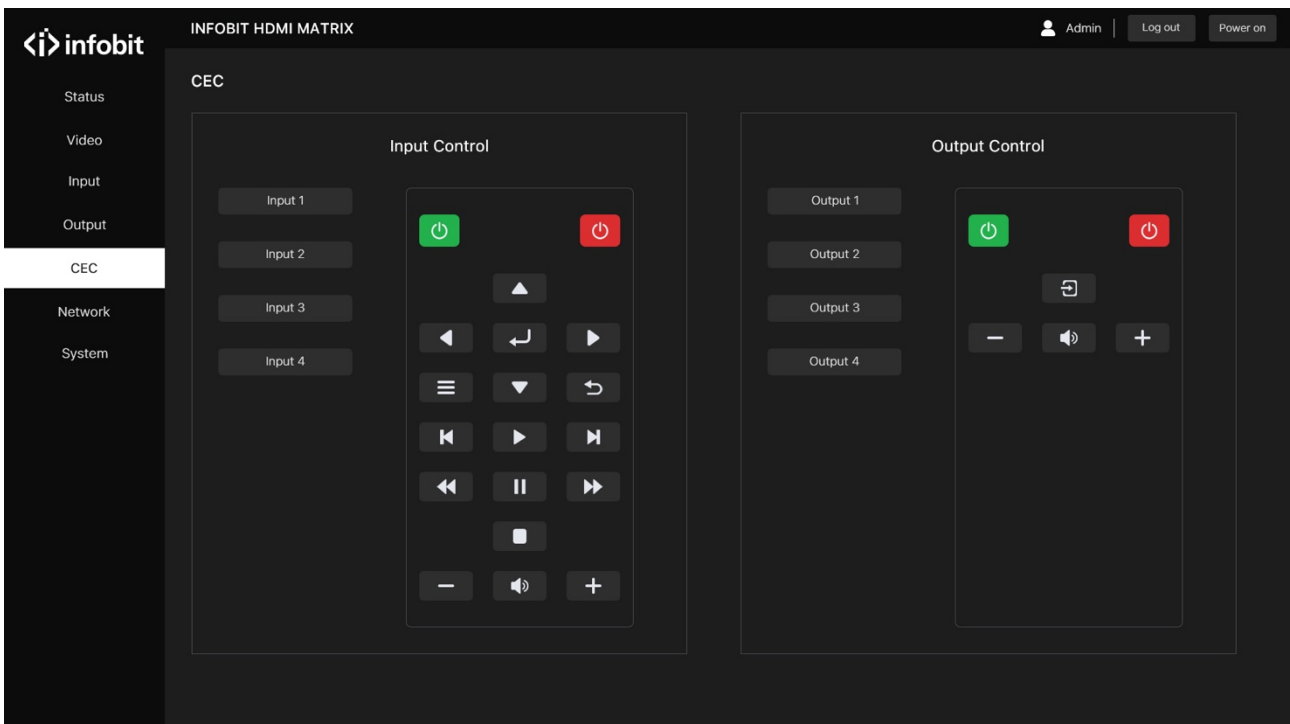 <i> infobit
INFOBIT HDMI MATRIX
Admin
Log out
Power on
Status
Video
Input
Output
CEC
Network
System
CEC
Input Control
Input 1
Input 2
Input 3
Input 4
Output Control
Output 1
Output 2
Output 3
Output 4